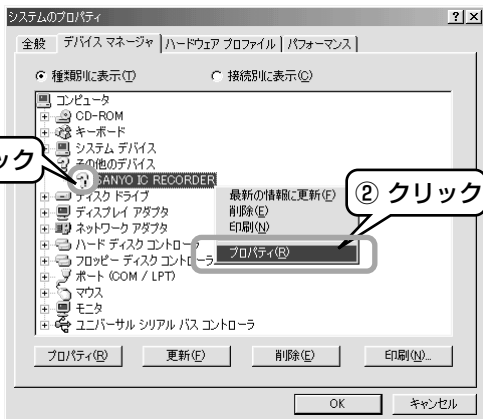 システムのプロパティ
? ×
全般 デバイス マネージャ ハードウェア プロファイル パフォーマンス
種類別に表示(T) 接続別に表示(C)
コンピュータ
CD-ROM
キーボード
システム デバイス
その他のデバイス
ック
SANYO IC RECORDER
ディスク ドライブ
ディスプレイ アダプタ
ネットワーク アダプタ
ハード ディスク コントローラ
フロッピー ディスク コントローラ
ポート (COM / LPT)
マウス
モニタ
ユニバーサル シリアル バス コントローラ
最新の情報に更新(F)
削除(E)
印刷(N)
プロパティ(R)
② クリック
プロパティ(R) 更新(F) 削除(E) 印刷(N)...
OK キャンセル